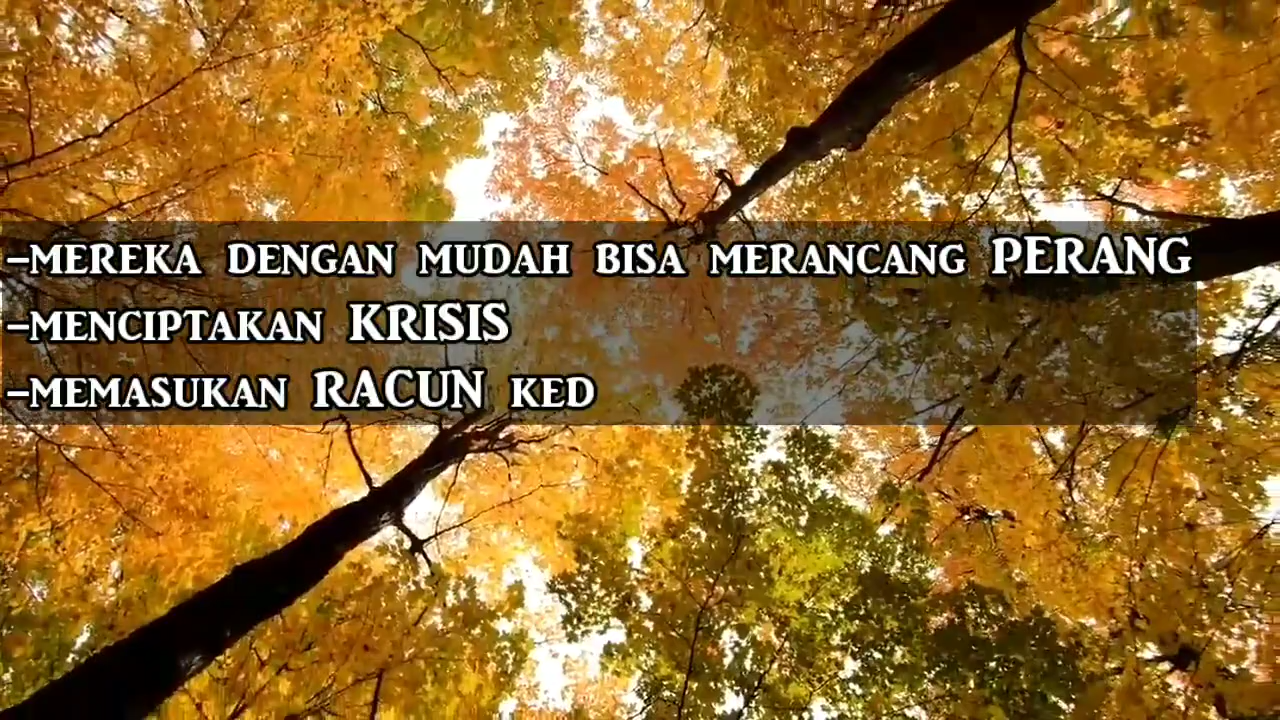 -MEREKA DENGAN MUDAH BISA MERANCANG PERANG
-MENCIPTAKAN KRISIS
-MEMASUKAN RACUN KED